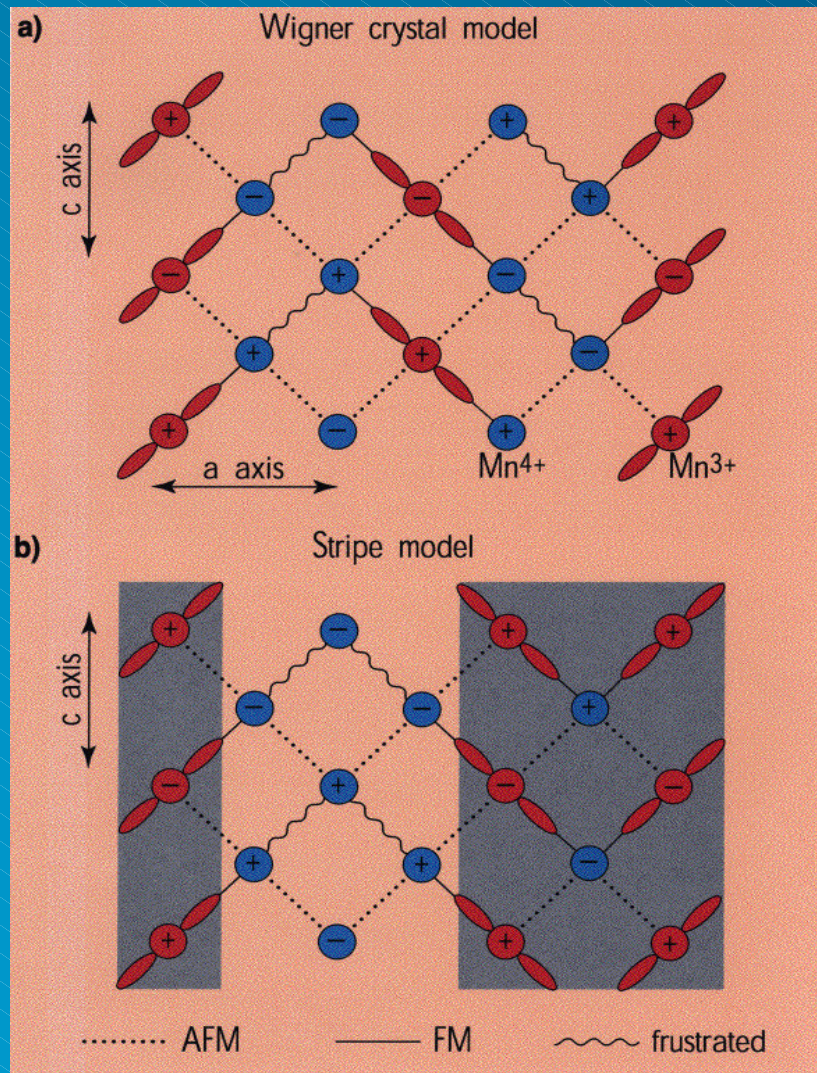 a) Wigner crystal model
c axis
+ − + +
− − +
− + − −
+ + −
+ − + +
Mn⁴⁺ Mn³⁺
a axis
b) Stripe model
c axis
+ − + +
− − +
− + − −
+ + −
+ − + +
AFM FM frustrated